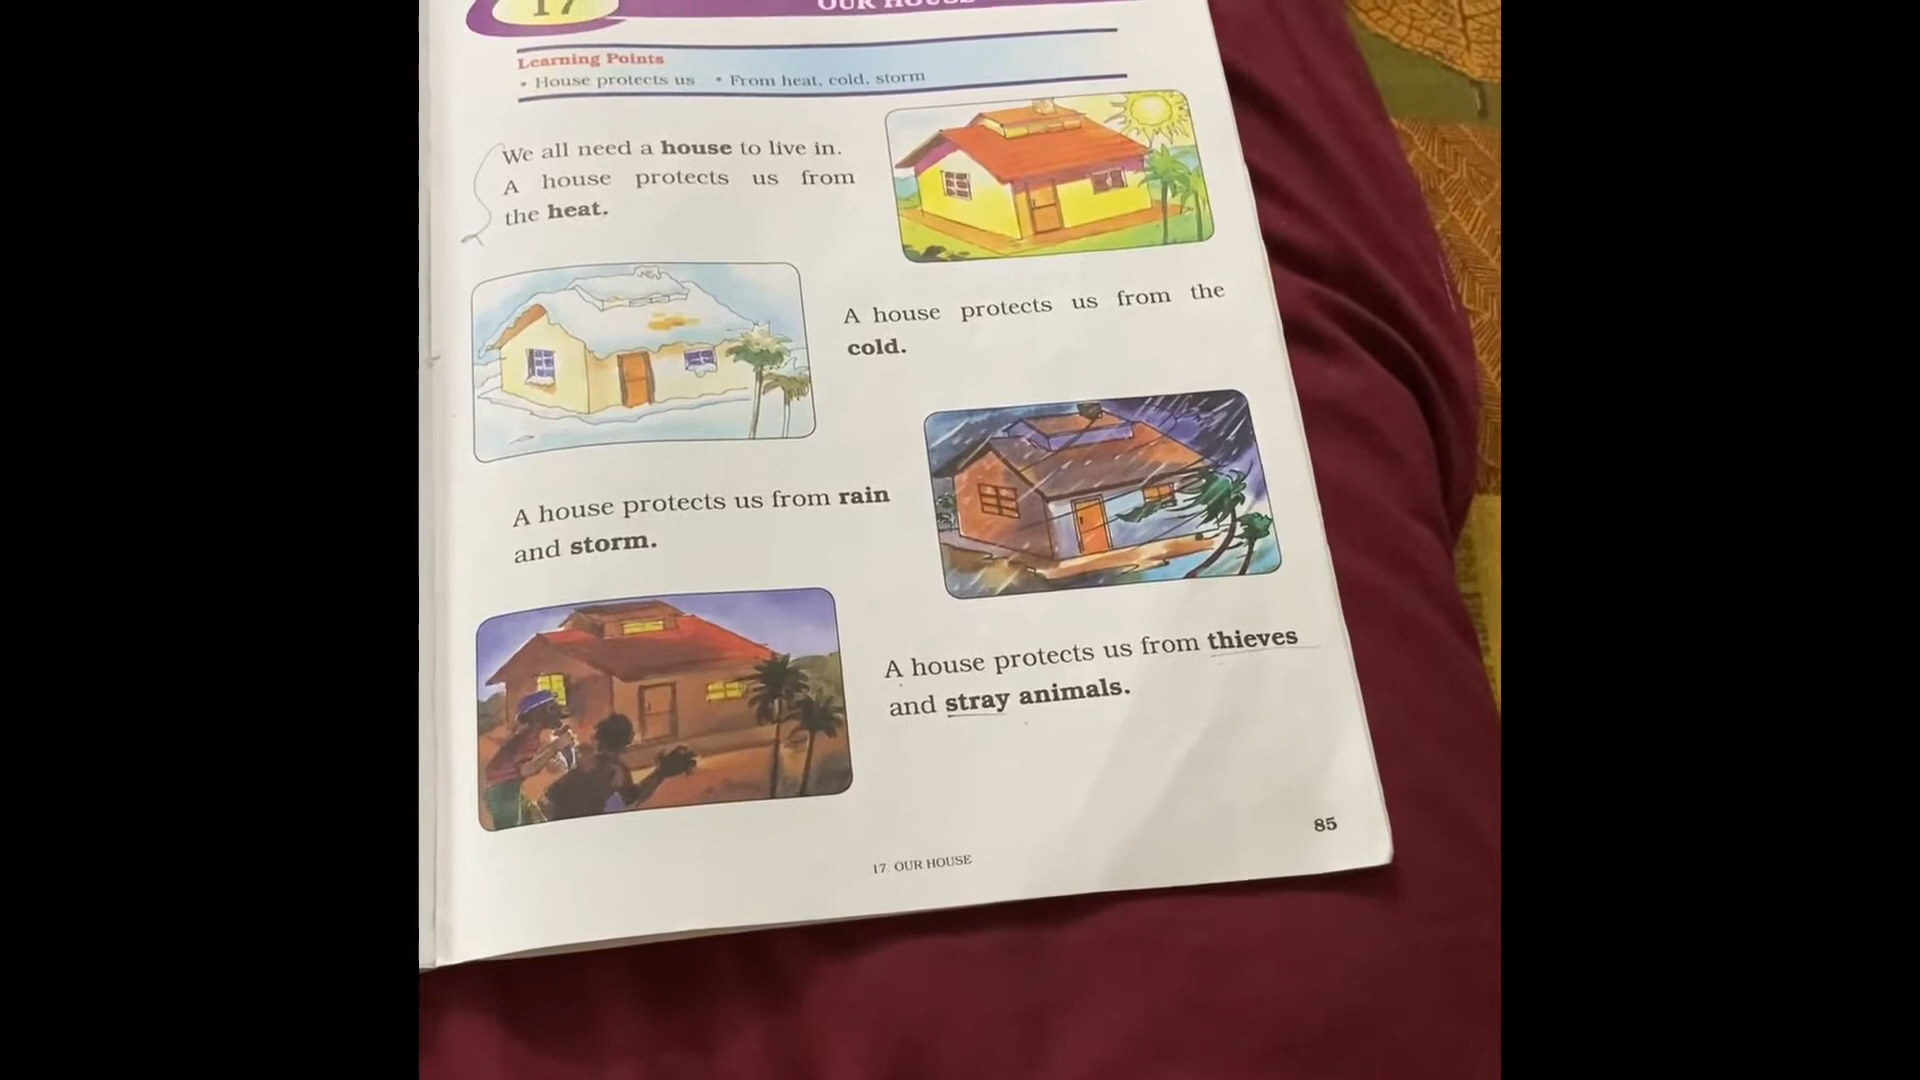 17
OUR HOUSE
Learning Points
• House protects us • From heat, cold, storm
We all need a house to live in.
A house protects us from
the heat.
A house protects us from the
cold.
A house protects us from rain
and storm.
A house protects us from thieves
and stray animals.
85
17. OUR HOUSE